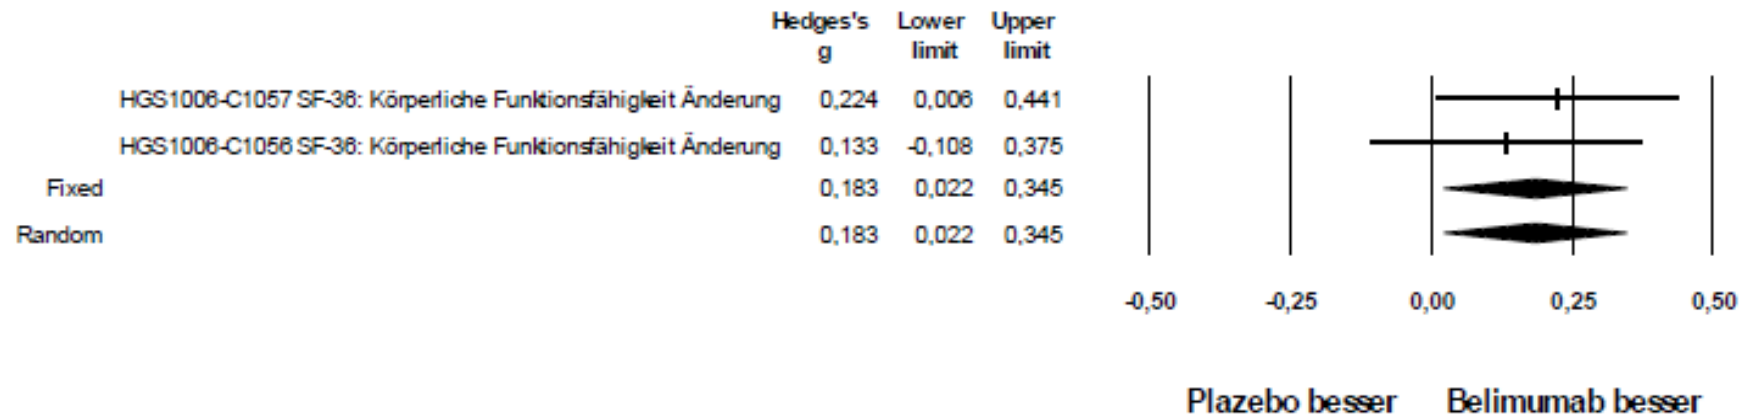 Hedges's Lower Upper
g limit limit
HGS1006-C1057 SF-36: Körperliche Funktionsfähigkeit Änderung 0,224 0,006 0,441
HGS1006-C1056 SF-36: Körperliche Funktionsfähigkeit Änderung 0,133 -0,108 0,375
Fixed 0,183 0,022 0,345
Random 0,183 0,022 0,345
-0,50 -0,25 0,00 0,25 0,50
Plazebo besser Belimumab besser